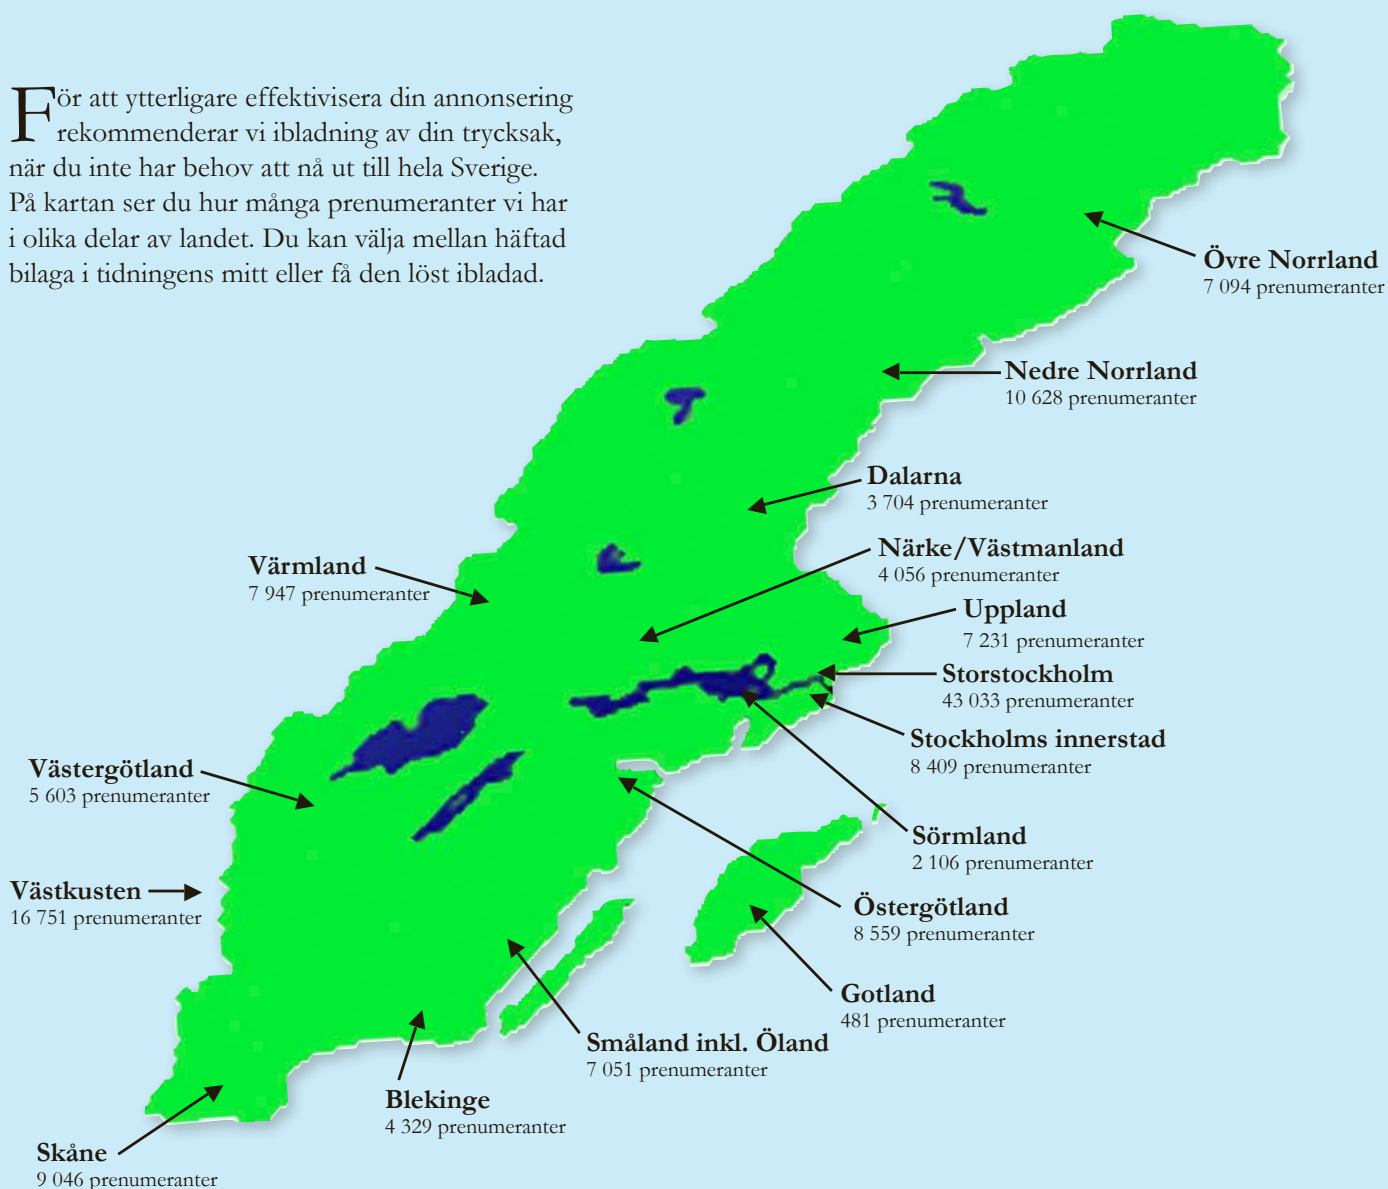 För att ytterligare effektivisera din annonsering
rekommenderar vi ibladning av din trycksak,
när du inte har behov att nå ut till hela Sverige.
På kartan ser du hur många prenumeranter vi har
i olika delar av landet. Du kan välja mellan häftad
bilaga i tidningens mitt eller få den löst ibladad.
Övre Norrland
7 094 prenumeranter
Nedre Norrland
10 628 prenumeranter
Dalarna
3 704 prenumeranter
Närke/Västmanland
4 056 prenumeranter
Värmland
7 947 prenumeranter
Uppland
7 231 prenumeranter
Storstockholm
43 033 prenumeranter
Stockholms innerstad
8 409 prenumeranter
Västergötland
5 603 prenumeranter
Sörmland
2 106 prenumeranter
Västkusten
16 751 prenumeranter
Östergötland
8 559 prenumeranter
Gotland
481 prenumeranter
Småland inkl. Öland
7 051 prenumeranter
Blekinge
4 329 prenumeranter
Skåne
9 046 prenumeranter